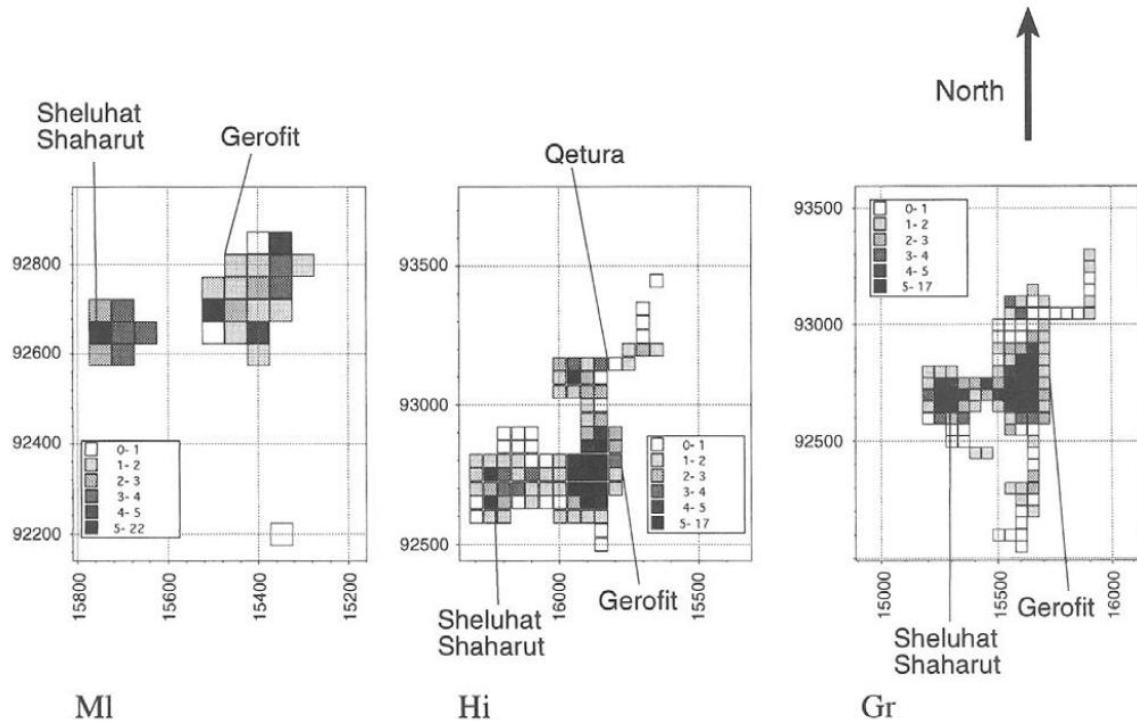 North
Sheluhat
Shaharut
Gerofit
92800
92600
92400
92200
0- 1
1- 2
2- 3
3- 4
4- 5
5- 22
15800
15600
15400
15200
Ml
Qetura
93500
93000
92500
0- 1
1- 2
2- 3
3- 4
4- 5
5- 17
16000
15500
Sheluhat
Shaharut
Gerofit
Hi
93500
93000
92500
0- 1
1- 2
2- 3
3- 4
4- 5
5- 17
15000
15500
16000
Sheluhat
Shaharut
Gerofit
Gr